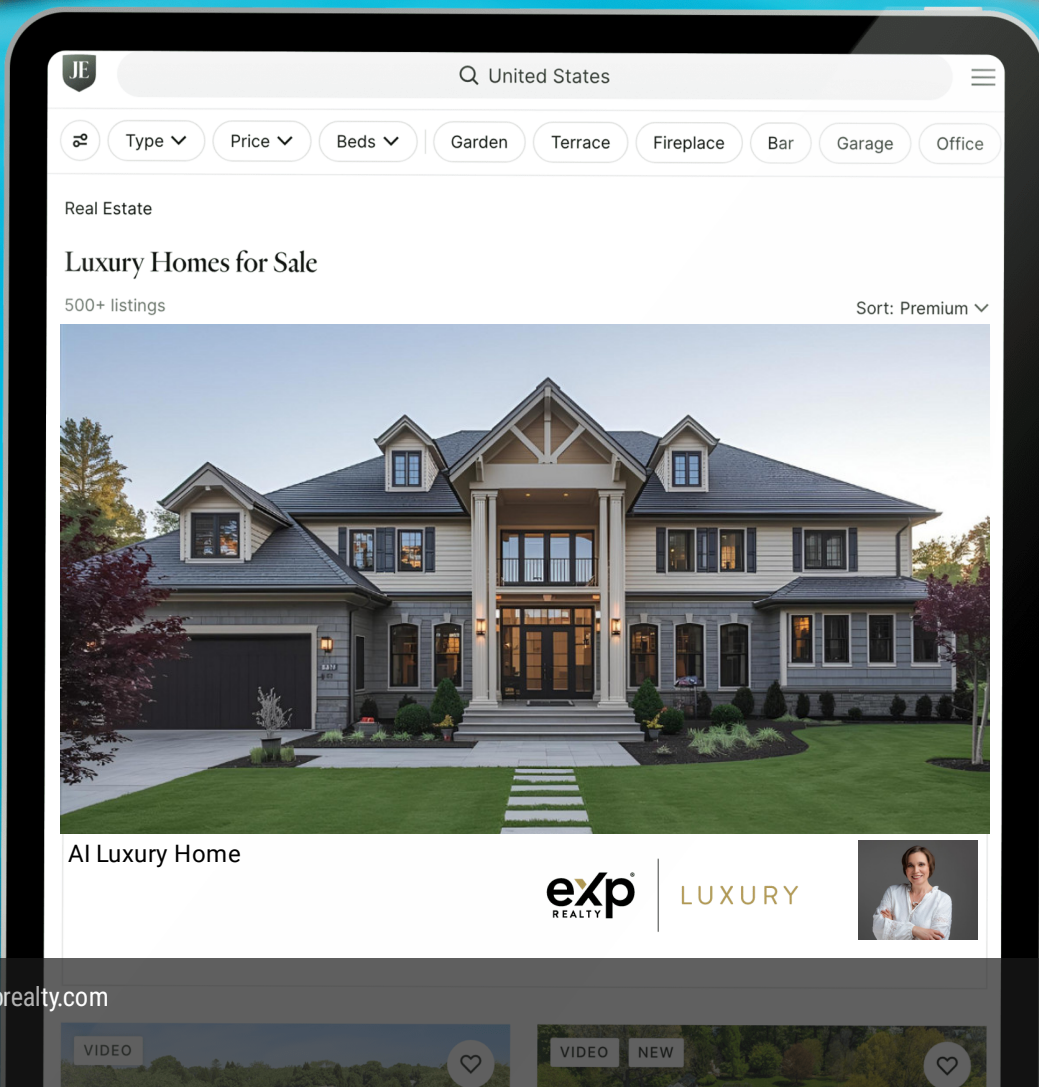 JE
United States
Type
Price
Beds
Garden
Terrace
Fireplace
Bar
Garage
Office
Real Estate
Luxury Homes for Sale
500+ listings
Sort: Premium
AI Luxury Home
eXp
REALTY
LUXURY
prealty.com
VIDEO
VIDEO
NEW